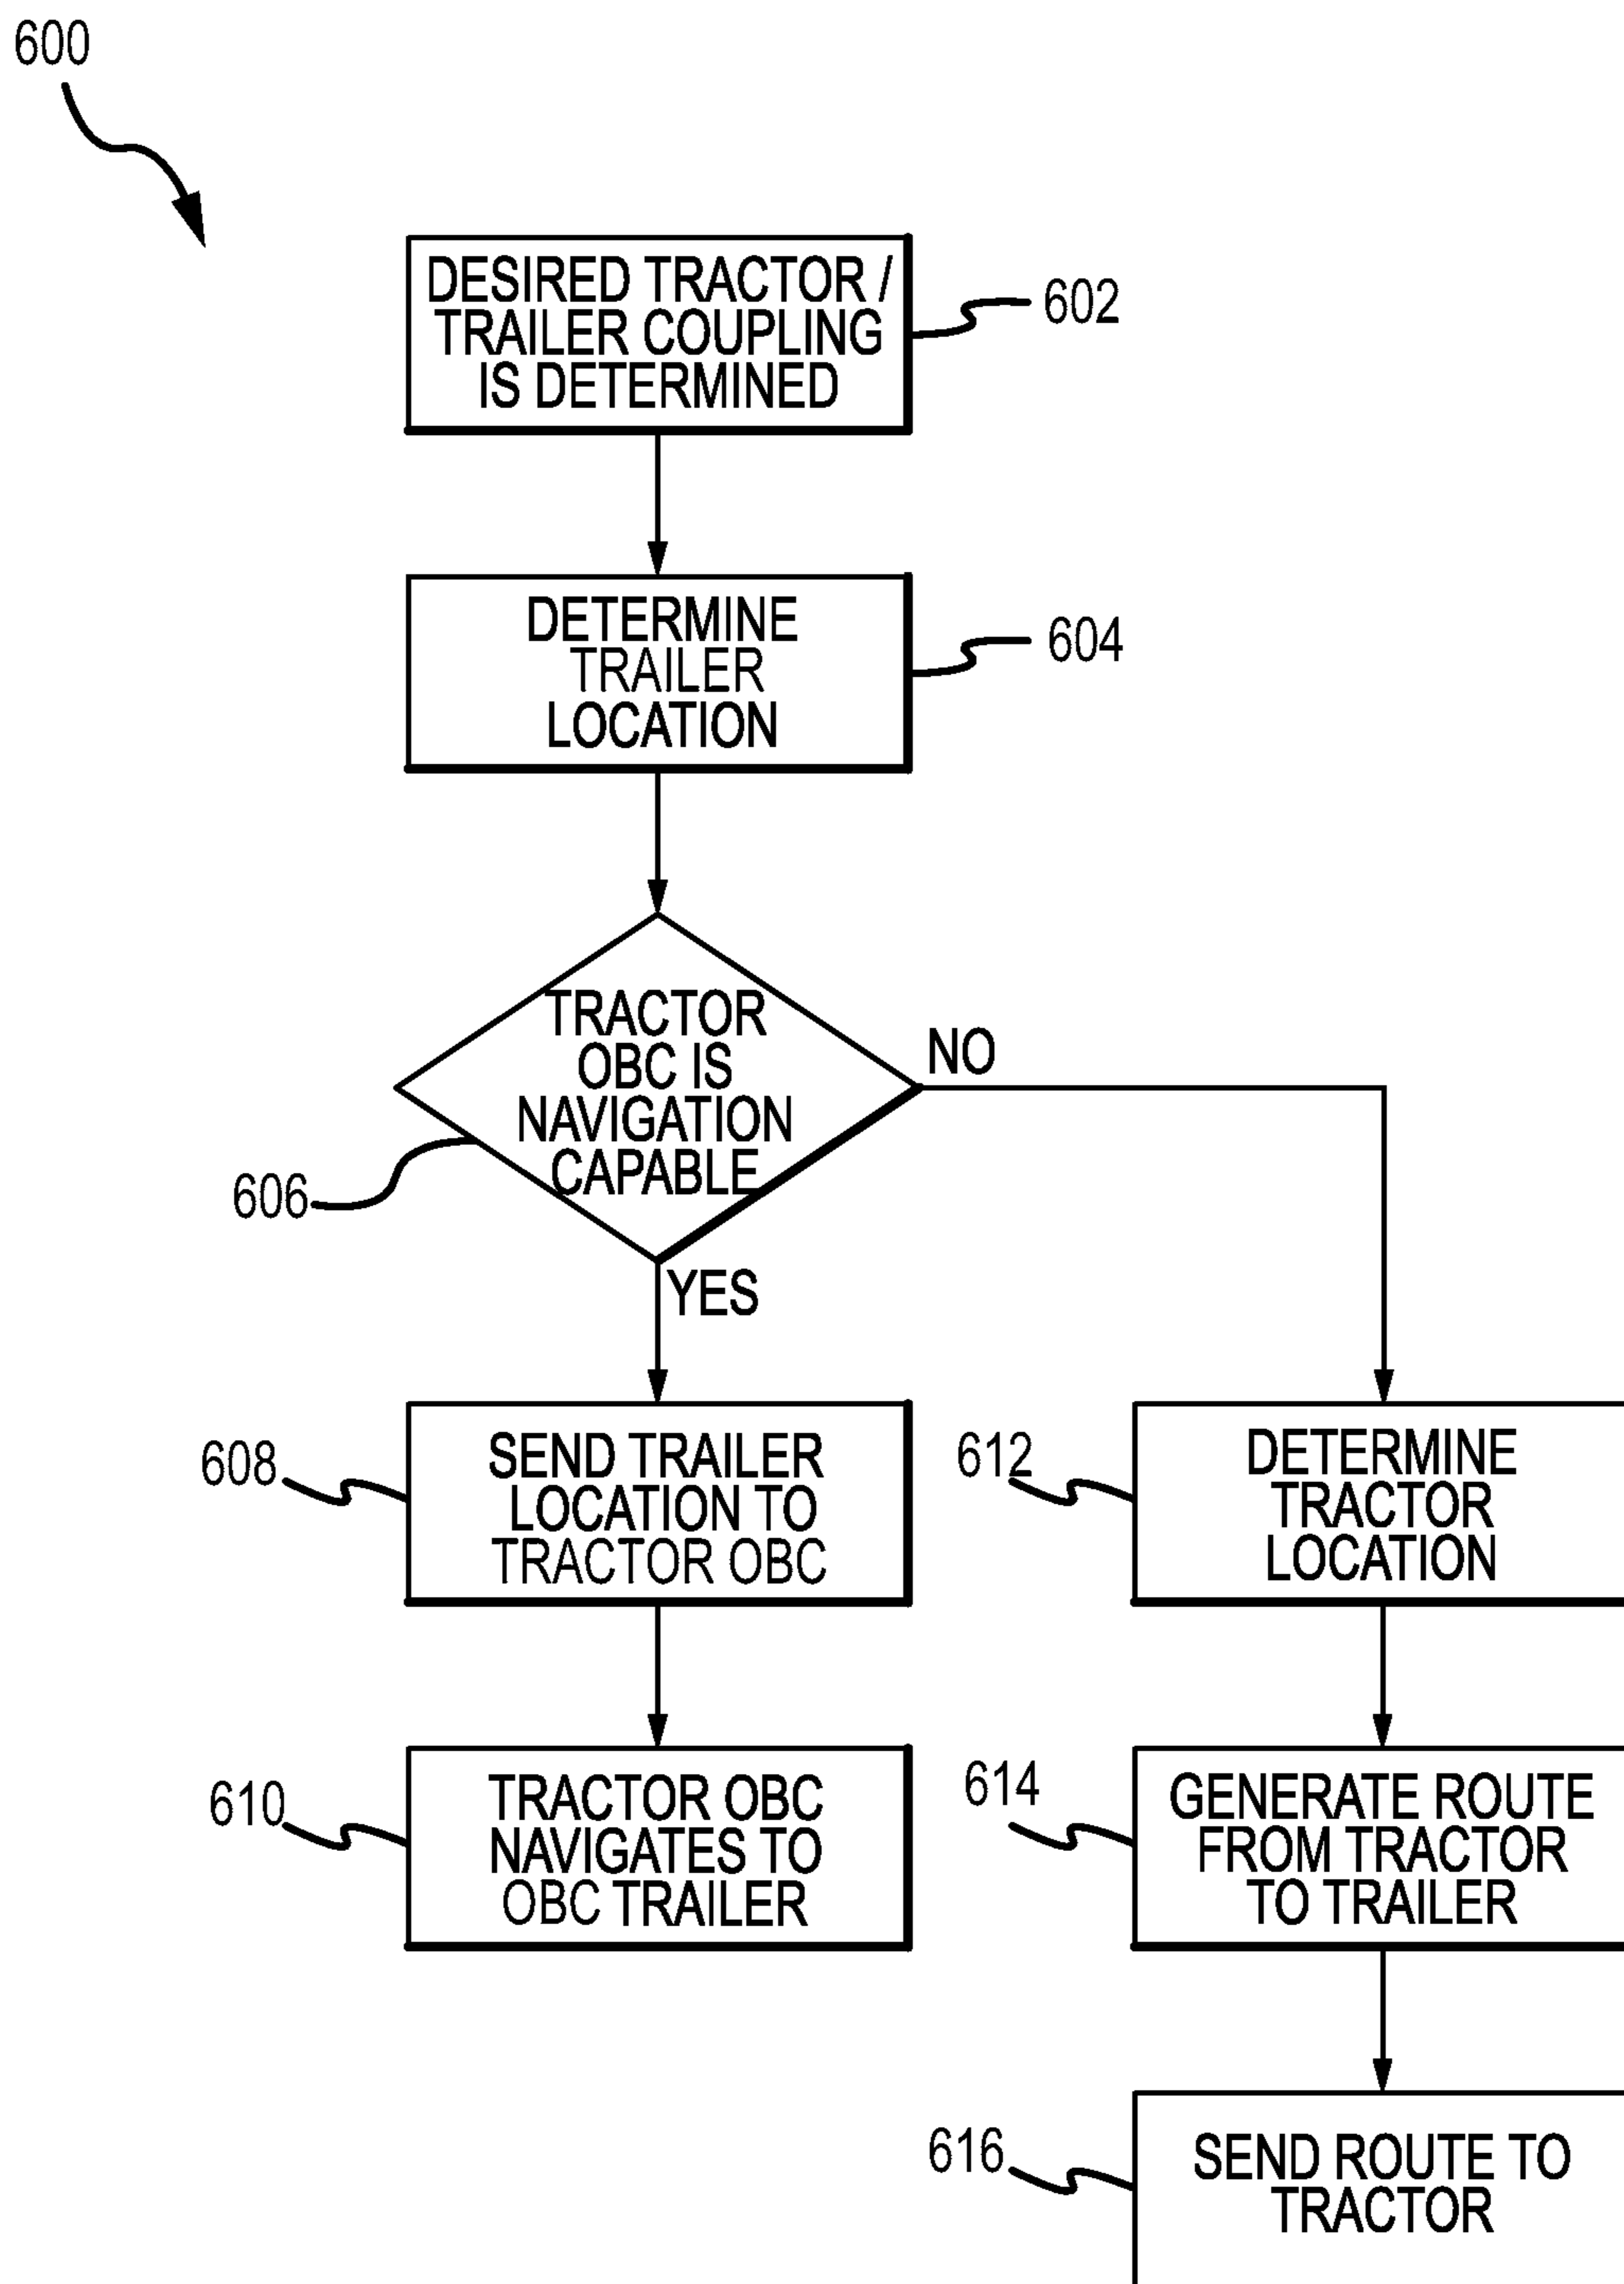 600
DESIRED TRACTOR /
TRAILER COUPLING
IS DETERMINED
602
DETERMINE
TRAILER
LOCATION
604
TRACTOR
OBC IS
NAVIGATION
CAPABLE
606
NO
YES
608
SEND TRAILER
LOCATION TO
TRACTOR OBC
612
DETERMINE
TRACTOR
LOCATION
610
TRACTOR OBC
NAVIGATES TO
OBC TRAILER
614
GENERATE ROUTE
FROM TRACTOR
TO TRAILER
616
SEND ROUTE TO
TRACTOR